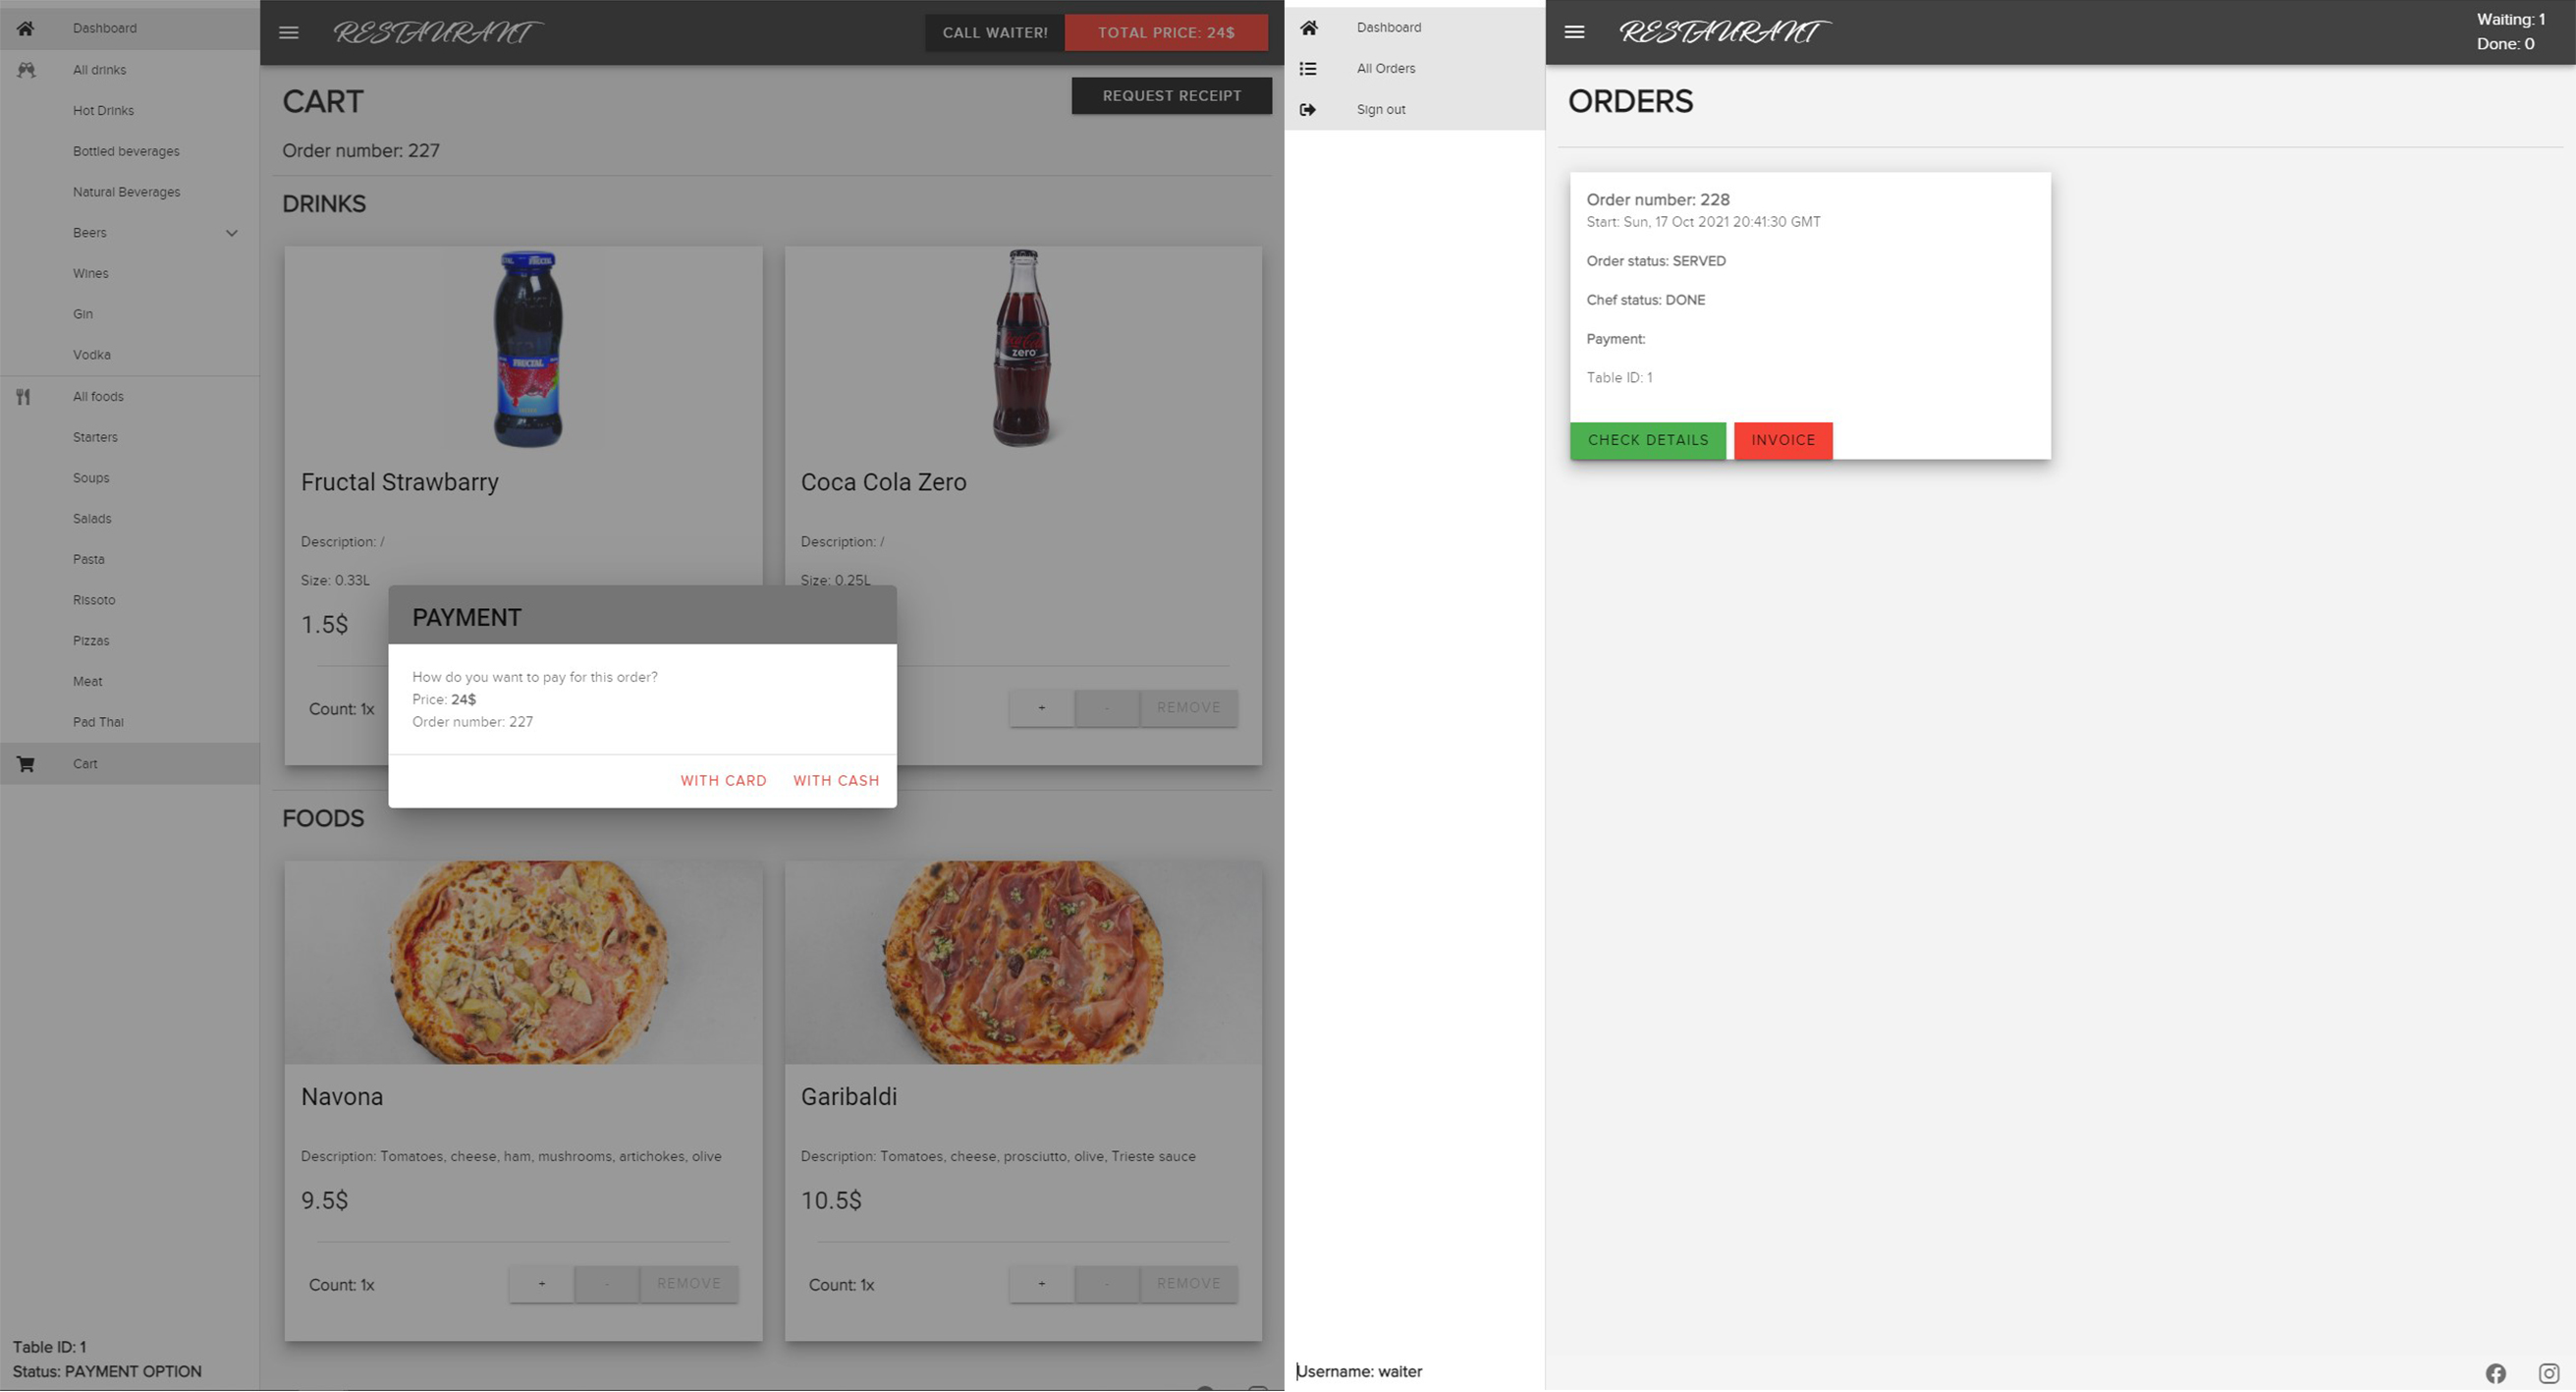 Dashboard
All drinks
Hot Drinks
Bottled beverages
Natural Beverages
Beers
Wines
Gin
Vodka
All foods
Starters
Soups
Salads
Pasta
Rissoto
Pizzas
Meat
Pad Thai
Cart
Table ID: 1
Status: PAYMENT OPTION
RESTAURANT
CALL WAITER!
TOTAL PRICE: 24$
CART
REQUEST RECEIPT
Order number: 227
DRINKS
FRUCTAL
FRUCTAL
Coca-Cola
zero
Fructal Strawbarry
Coca Cola Zero
Description: /
Description: /
Size: 0.33L
Size: 0.25L
1.5$
Count: 1x
+
-
REMOVE
PAYMENT
How do you want to pay for this order?
Price: 24$
Order number: 227
WITH CARD
WITH CASH
FOODS
Navona
Garibaldi
Description: Tomatoes, cheese, ham, mushrooms, artichokes, olive
Description: Tomatoes, cheese, prosciutto, olive, Trieste sauce
9.5$
10.5$
Count: 1x
+
-
REMOVE
Count: 1x
+
-
REMOVE
Dashboard
All Orders
Sign out
Username: waiter
RESTAURANT
Waiting: 1
Done: 0
ORDERS
Order number: 228
Start: Sun, 17 Oct 2021 20:41:30 GMT
Order status: SERVED
Chef status: DONE
Payment:
Table ID: 1
CHECK DETAILS
INVOICE